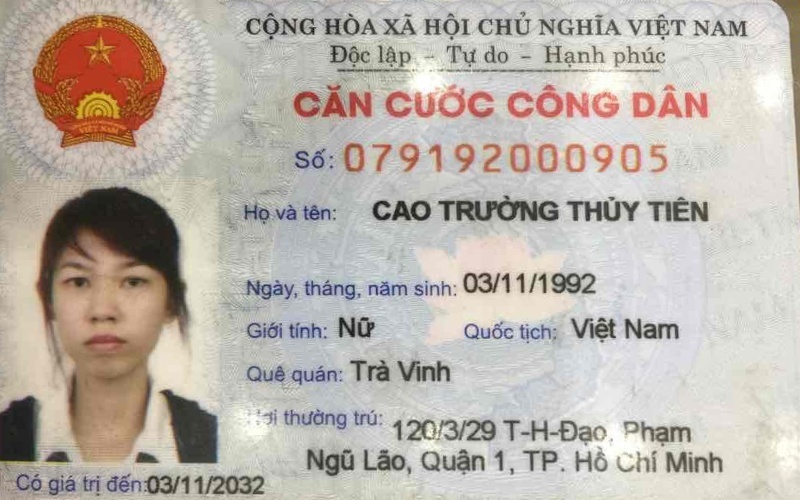 CỘNG HÒA XÃ HỘI CHỦ NGHĨA VIỆT NAM
Độc lập - Tự do - Hạnh phúc
CĂN CƯỚC CÔNG DÂN
Số: 079192000905
Họ và tên: CAO TRƯỜNG THỦY TIÊN
Ngày, tháng, năm sinh: 03/11/1992
Giới tính: Nữ Quốc tịch: Việt Nam
Quê quán: Trà Vinh
Nơi thường trú: 120/3/29 T-H-Đạo, Phạm
Ngũ Lão, Quận 1, TP. Hồ Chí Minh
Có giá trị đến: 03/11/2032
VIỆT NAM